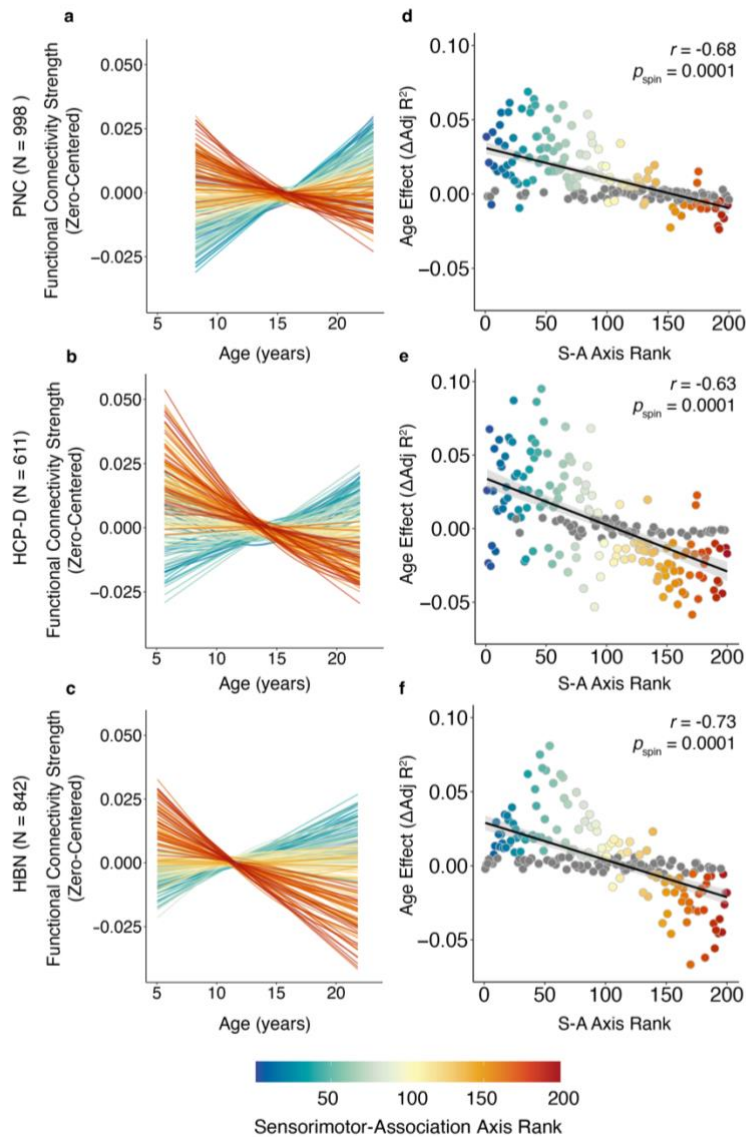 a
PNC (N = 998)
Functional Connectivity Strength
(Zero-Centered)
0.050
0.025
0.000
−0.025
5 10 15 20
Age (years)
d
Age Effect (ΔAdj R²)
0.10
0.05
0.00
−0.05
r = -0.68
pspin = 0.0001
0 50 100 150 200
S-A Axis Rank
b
HCP-D (N = 611)
Functional Connectivity Strength
(Zero-Centered)
0.050
0.025
0.000
−0.025
5 10 15 20
Age (years)
e
Age Effect (ΔAdj R²)
0.10
0.05
0.00
−0.05
r = -0.63
pspin = 0.0001
0 50 100 150 200
S-A Axis Rank
c
HBN (N = 842)
Functional Connectivity Strength
(Zero-Centered)
0.050
0.025
0.000
−0.025
5 10 15 20
Age (years)
f
Age Effect (ΔAdj R²)
0.10
0.05
0.00
−0.05
r = -0.73
pspin = 0.0001
0 50 100 150 200
S-A Axis Rank
50 100 150 200
Sensorimotor-Association Axis Rank